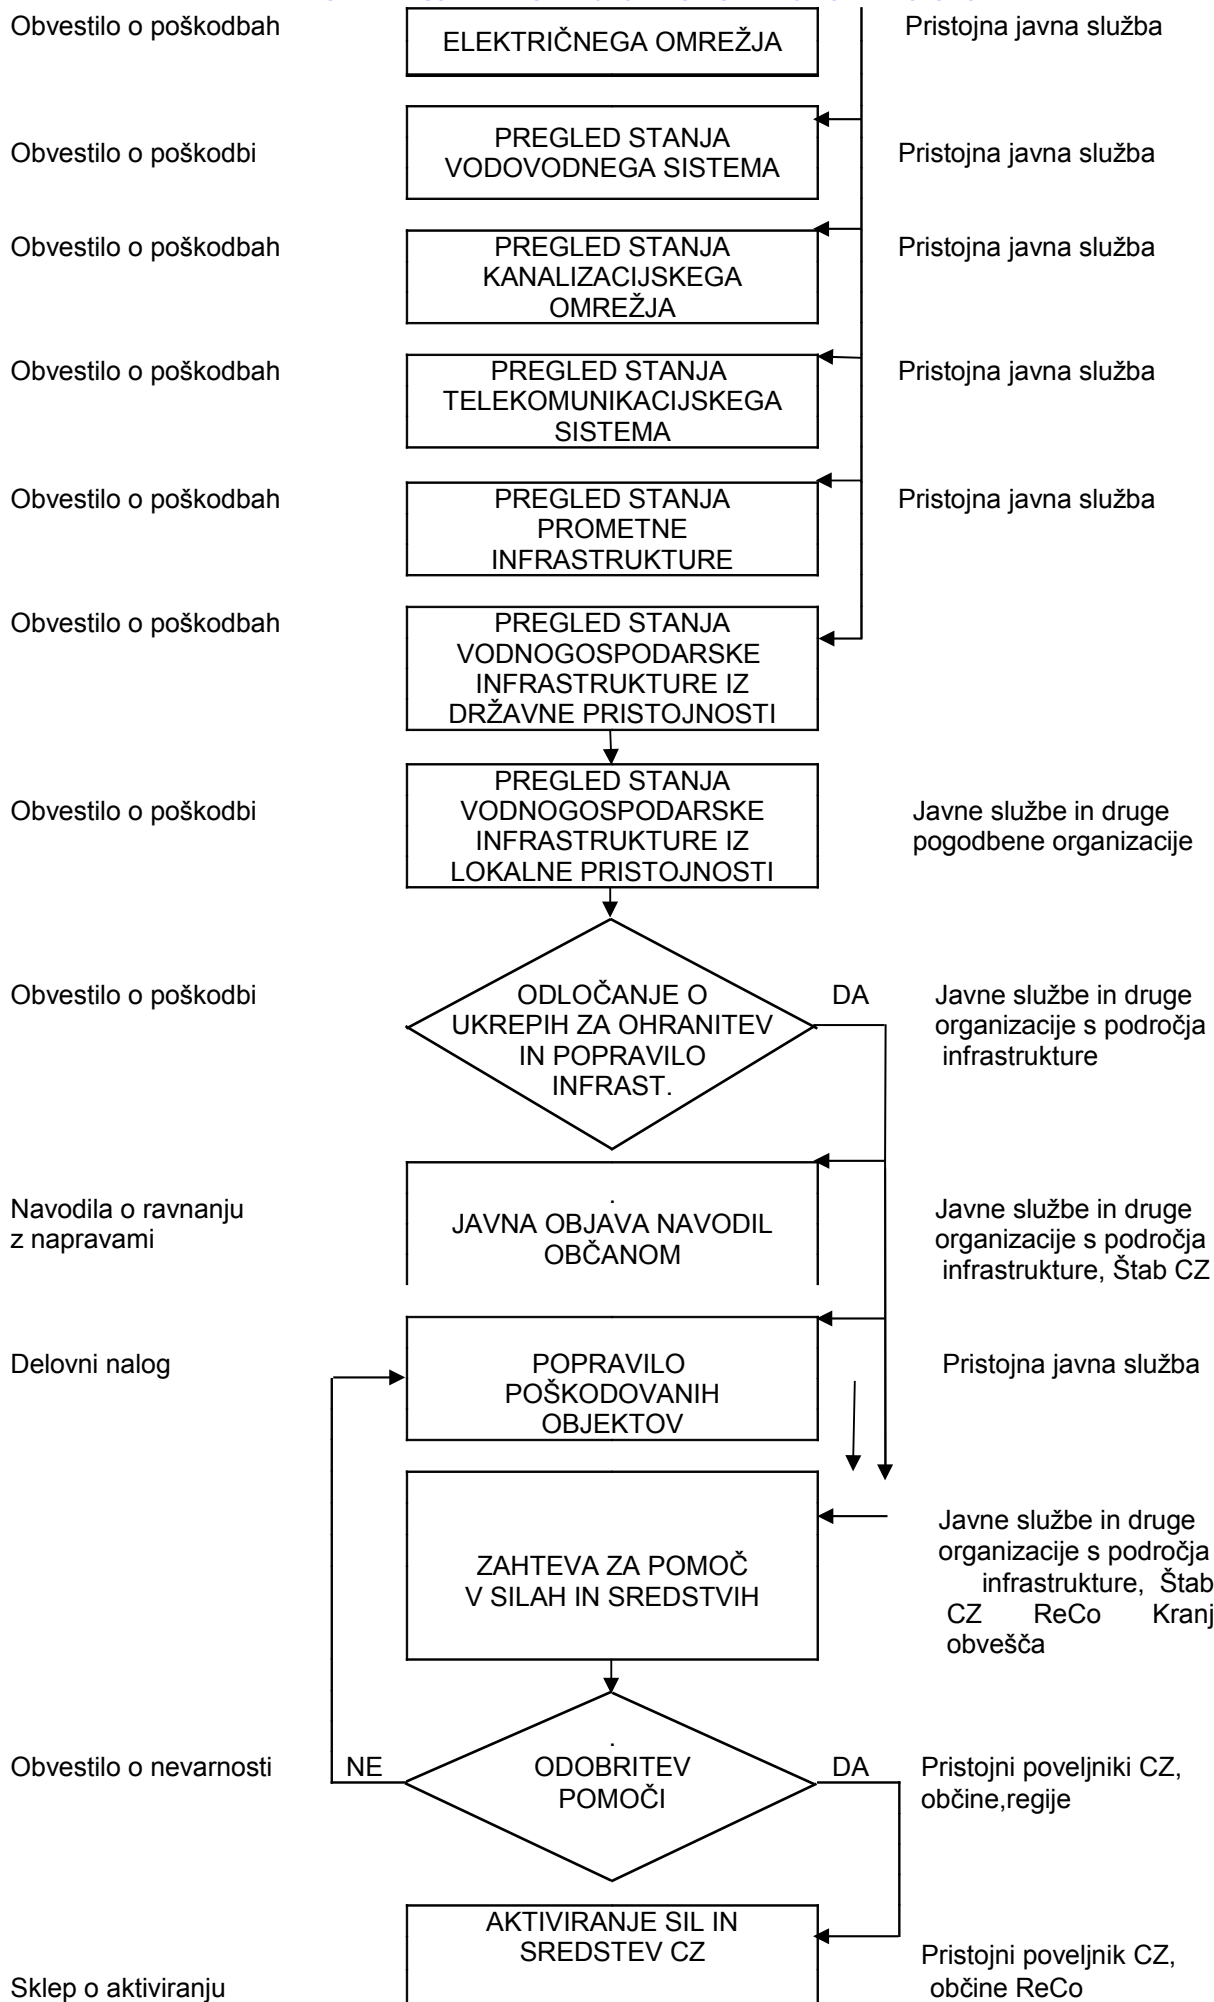 Obvestilo o poškodbah
ELEKTRIČNEGA OMREŽJA
Pristojna javna služba
Obvestilo o poškodbi
PREGLED STANJA
VODOVODNEGA SISTEMA
Pristojna javna služba
Obvestilo o poškodbah
PREGLED STANJA
KANALIZACIJSKEGA
OMREŽJA
Pristojna javna služba
Obvestilo o poškodbah
PREGLED STANJA
TELEKOMUNIKACIJSKEGA
SISTEMA
Pristojna javna služba
Obvestilo o poškodbah
PREGLED STANJA
PROMETNE
INFRASTRUKTURE
Pristojna javna služba
Obvestilo o poškodbah
PREGLED STANJA
VODNOGOSPODARSKE
INFRASTRUKTURE IZ
DRŽAVNE PRISTOJNOSTI
Obvestilo o poškodbi
PREGLED STANJA
VODNOGOSPODARSKE
INFRASTRUKTURE IZ
LOKALNE PRISTOJNOSTI
Javne službe in druge
pogodbene organizacije
Obvestilo o poškodbi
ODLOČANJE O
UKREPIH ZA OHRANITEV
IN POPRAVILO
INFRAST.
DA
Javne službe in druge
organizacije s področja
infrastrukture
Navodila o ravnanju
z napravami
.
JAVNA OBJAVA NAVODIL
OBČANOM
Javne službe in druge
organizacije s področja
infrastrukture, Štab CZ
Delovni nalog
POPRAVILO
POŠKODOVANIH
OBJEKTOV
Pristojna javna služba
ZAHTEVA ZA POMOČ
V SILAH IN SREDSTVIH
Javne službe in druge
organizacije s področja
infrastrukture, Štab
CZ ReCo Kranj
obvešča
Obvestilo o nevarnosti
NE
.
ODOBRITEV
POMOČI
DA
Pristojni poveljniki CZ,
občine,regije
AKTIVIRANJE SIL IN
SREDSTEV CZ
Sklep o aktiviranju
Pristojni poveljnik CZ,
občine ReCo